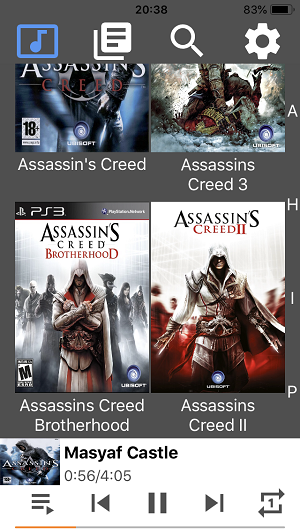 20:38
83%
ASSASSIN'S
CREED
18+
UBISOFT
UBISOFT
Assassin's Creed
Assassins
Creed 3
A
H
I
P
PS3
PlayStation Network
ASSASSIN'S
CREED
BROTHERHOOD
M
UBISOFT
ASSASSIN'S
CREED II
UBISOFT
Assassins Creed
Brotherhood
Assassins
Creed II
Masyaf Castle
0:56/4:05
1